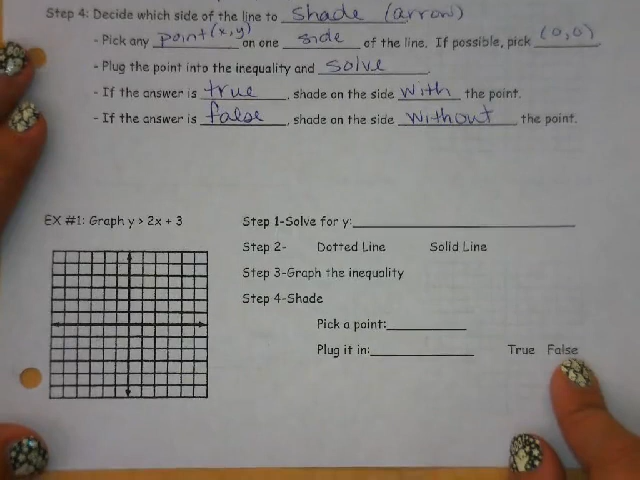 Step 4: Decide which side of the line to shade (arrow)
- Pick any point (x,y) on one side of the line. If possible, pick (0,0)
- Plug the point into the inequality and solve.
- If the answer is true, shade on the side with the point.
- If the answer is false, shade on the side without the point.
EX #1: Graph y > 2x + 3
Step 1-Solve for y:
Step 2- Dotted Line Solid Line
Step 3-Graph the inequality
Step 4-Shade
Pick a point:
Plug it in: True False